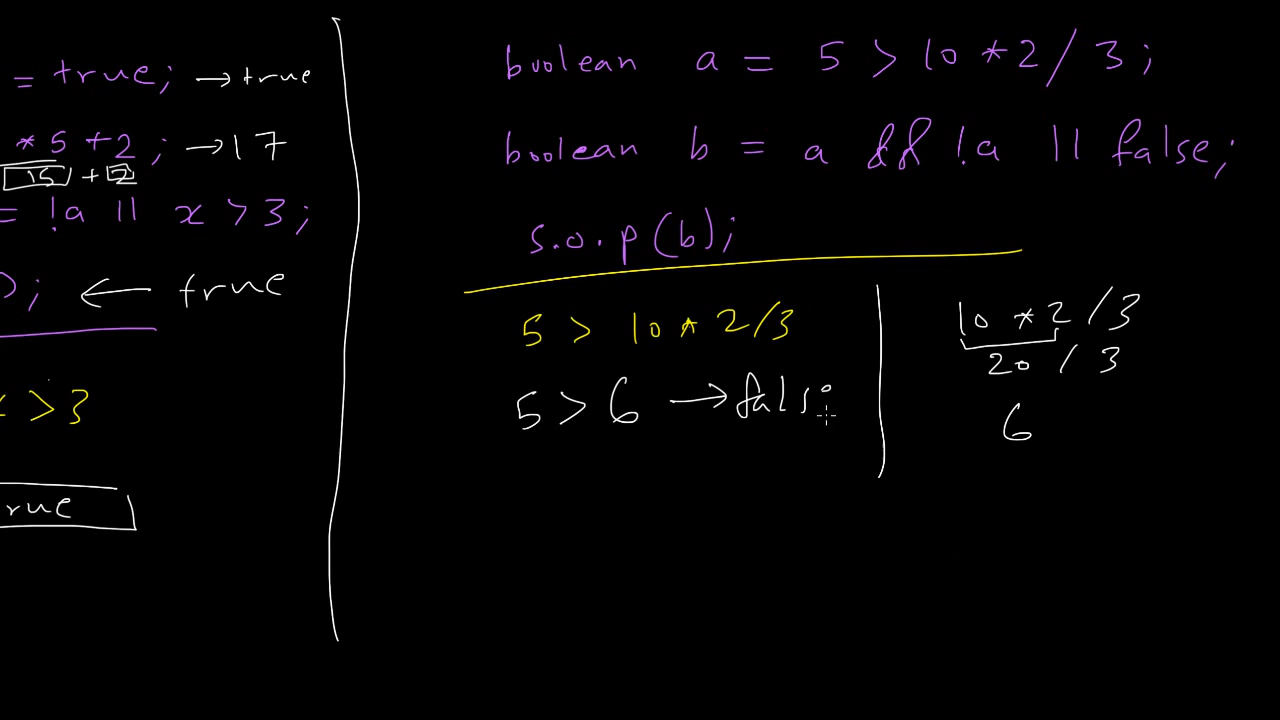 = true; → true
* 5 + 2 ; → 17
15 + 2
= !a || x > 3;
); ← true
x > 3
rue
boolean a = 5 > 10 * 2 / 3;
boolean b = a && !a || false;
s.o.p (b);
5 > 10 * 2/3
5 > 6 → fals
10 * 2 / 3
20 / 3
6